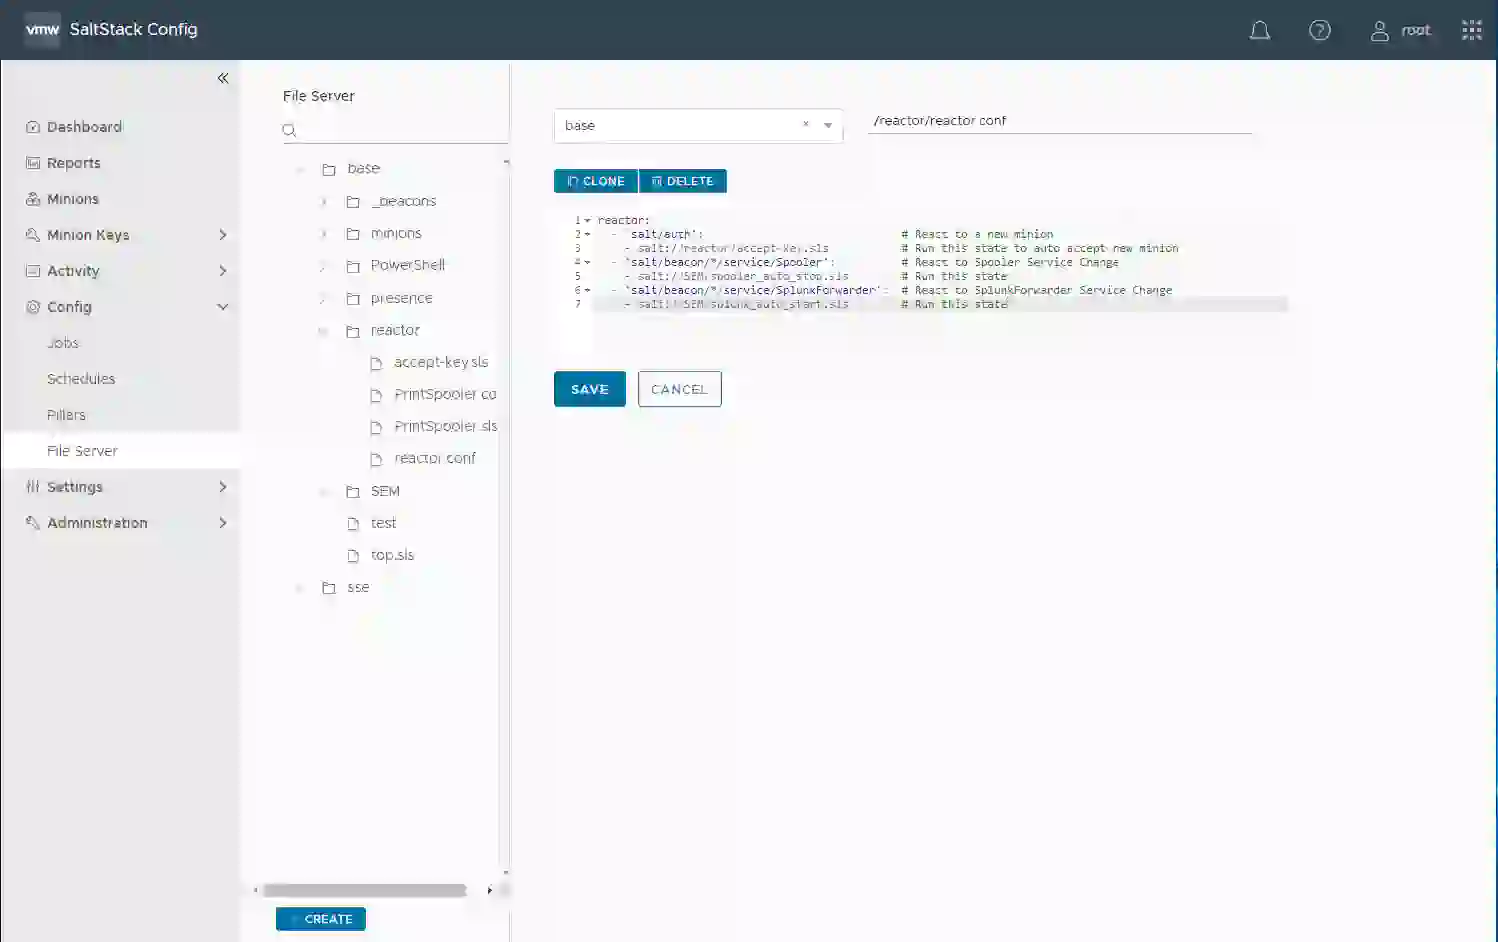 vmw SaltStack Config
root
Dashboard
Reports
Minions
Minion Keys
Activity
Config
Jobs
Schedules
Pillars
File Server
Settings
Administration
File Server
base
_beacons
minions
PowerShell
presence
reactor
accept-key.sls
PrintSpooler.co
PrintSpooler.sls
reactor.conf
SEM
test
top.sls
sse
CREATE
base
/reactor/reactor.conf
CLONE DELETE
1 reactor:
2 - 'salt/auth': # React to a new minion
3 - salt://reactor/accept-key.sls # Run this state to auto accept new minion
4 - 'salt/beacon/*/service/Spooler': # React to Spooler Service Change
5 - salt://SEM/spooler_auto_stop.sls # Run this state
6 - 'salt/beacon/*/service/SplunkForwarder': # React to SplunkForwarder Service Change
7 - salt://SEM/splunk_auto_start.sls # Run this state
SAVE CANCEL